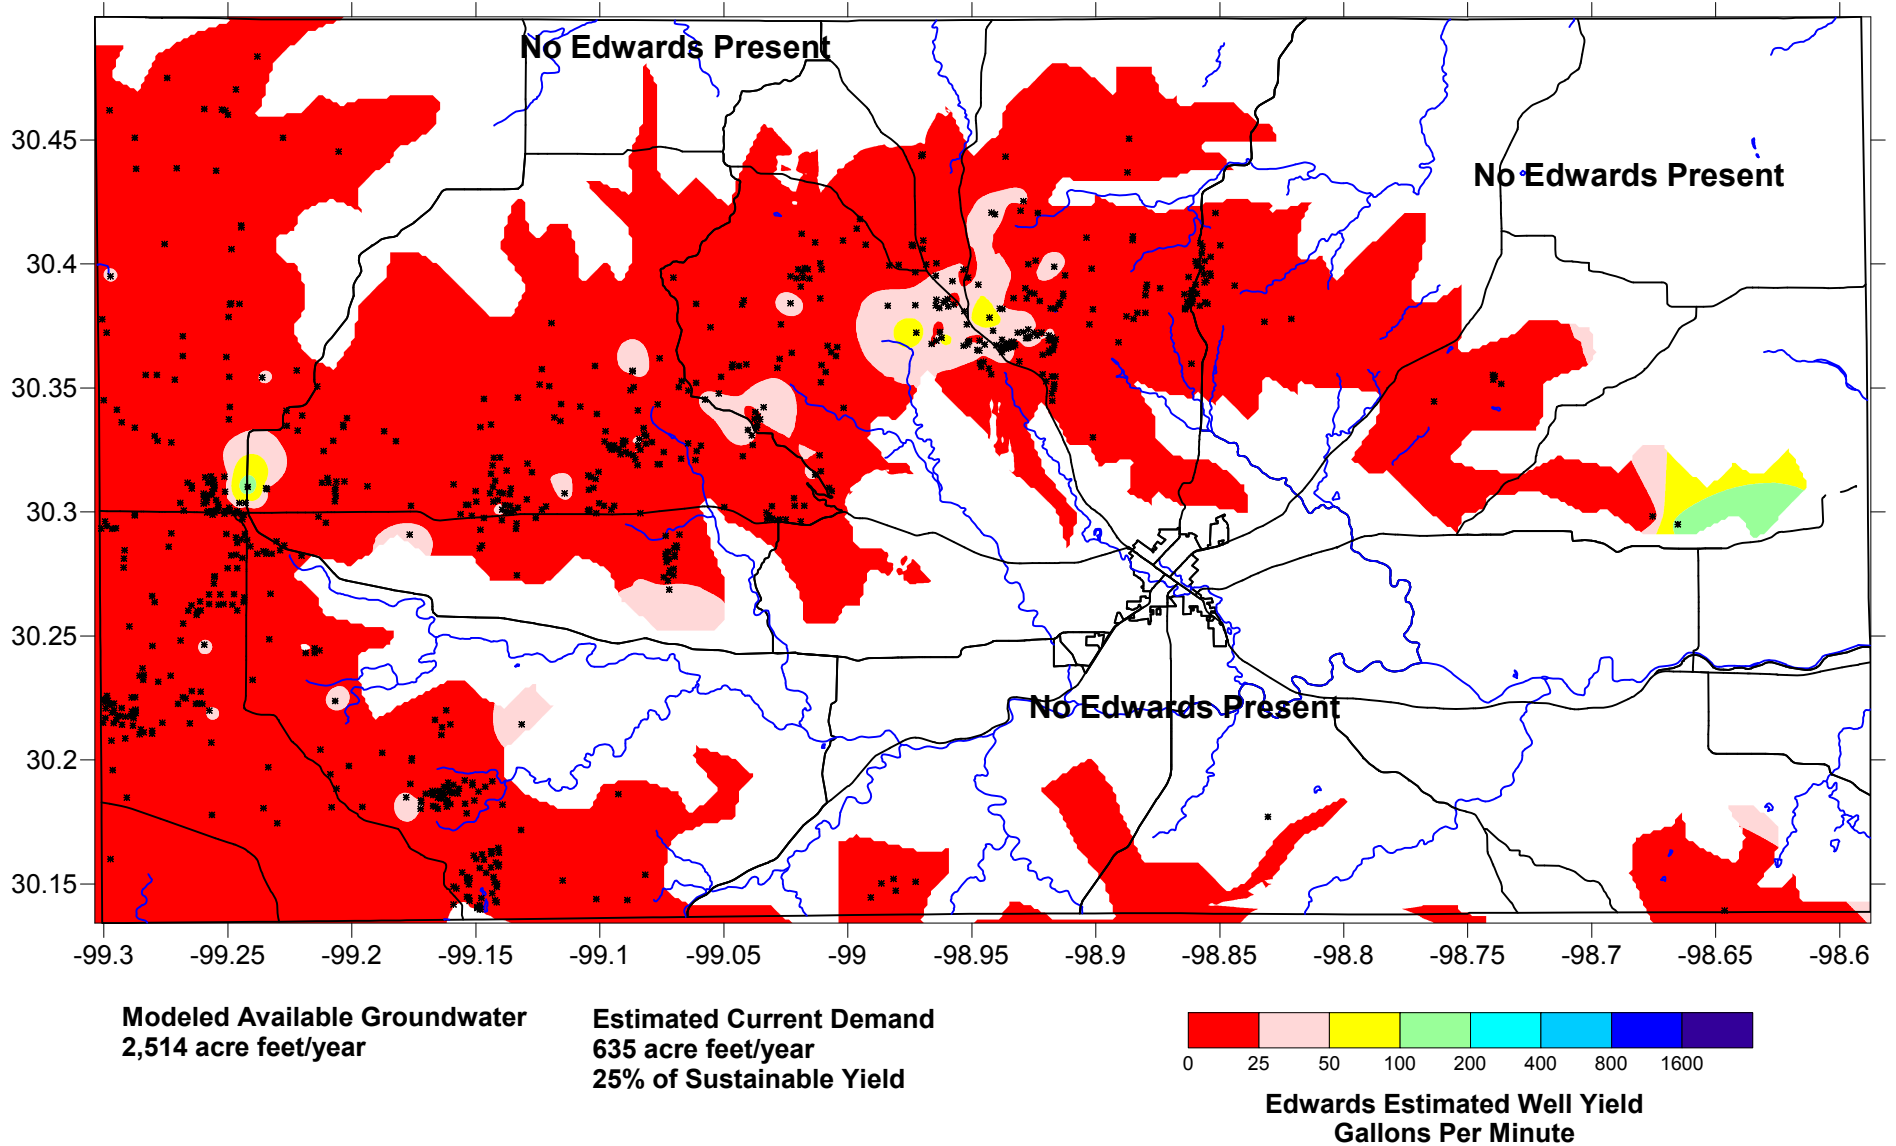 No Edwards Present
30.45
No Edwards Present
30.4
30.35
30.3
30.25
No Edwards Present
30.2
30.15
-99.3 -99.25 -99.2 -99.15 -99.1 -99.05 -99 -98.95 -98.9 -98.85 -98.8 -98.75 -98.7 -98.65 -98.6
Modeled Available Groundwater
2,514 acre feet/year
Estimated Current Demand
635 acre feet/year
25% of Sustainable Yield
0 25 50 100 200 400 800 1600
Edwards Estimated Well Yield
Gallons Per Minute